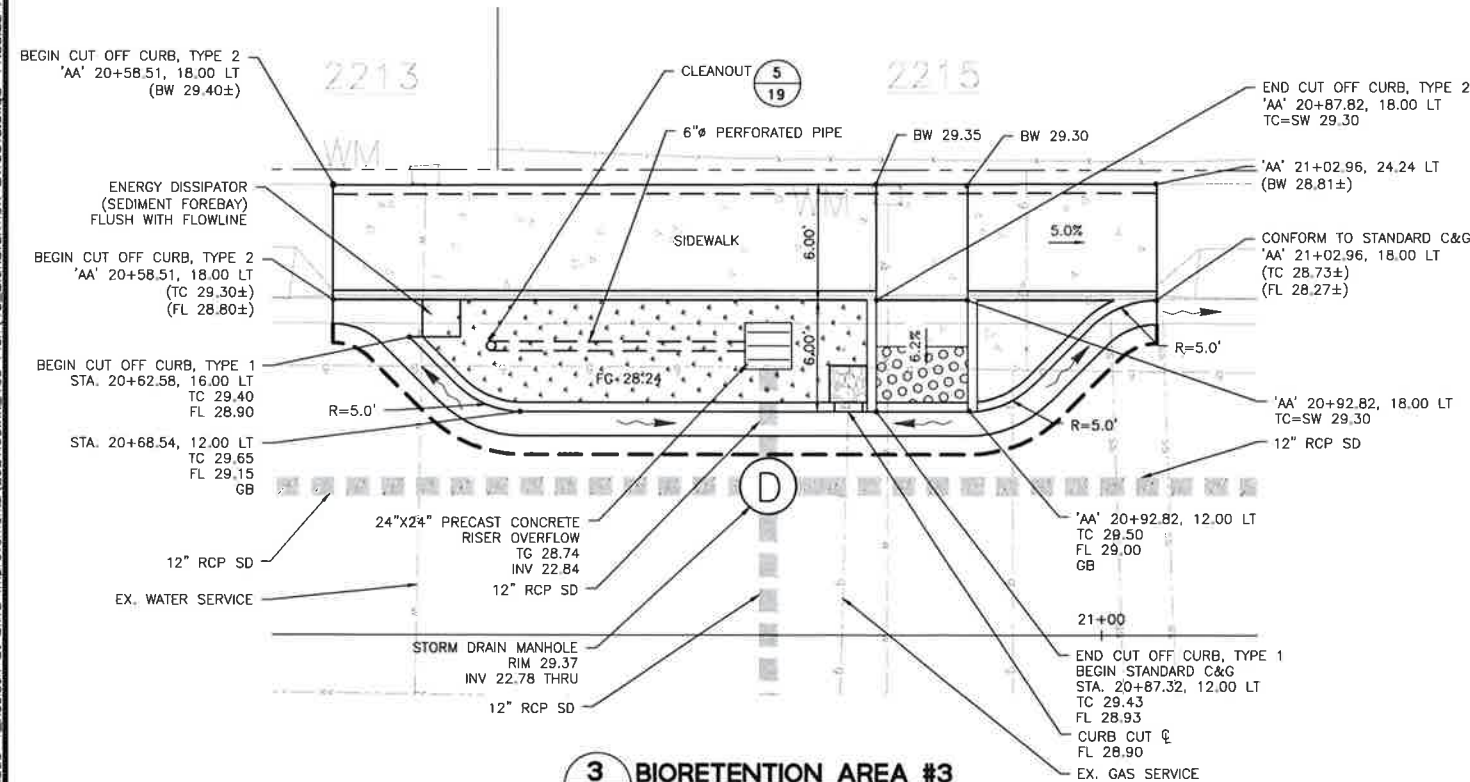 BEGIN CUT OFF CURB, TYPE 2
'AA' 20+58.51, 18.00 LT
(BW 29.40±)
2213
CLEANOUT
5
19
2215
6"ø PERFORATED PIPE
BW 29.35
BW 29.30
END CUT OFF CURB, TYPE 2
'AA' 20+87.82, 18.00 LT
TC=SW 29.30
WM
WM
'AA' 21+02.96, 24.24 LT
(BW 28.81±)
ENERGY DISSIPATOR
(SEDIMENT FOREBAY)
FLUSH WITH FLOWLINE
SIDEWALK
6.00'
5.0%
CONFORM TO STANDARD C&G
'AA' 21+02.96, 18.00 LT
(TC 28.73±)
(FL 28.27±)
BEGIN CUT OFF CURB, TYPE 2
'AA' 20+58.51, 18.00 LT
(TC 29.30±)
(FL 28.80±)
6.00'
6.2%
R=5.0'
BEGIN CUT OFF CURB, TYPE 1
STA. 20+62.58, 16.00 LT
TC 29.40
FL 28.90
FG 28.24
R=5.0'
R=5.0'
'AA' 20+92.82, 18.00 LT
TC=SW 29.30
STA. 20+68.54, 12.00 LT
TC 29.65
FL 29.15
GB
12" RCP SD
D
24"X24" PRECAST CONCRETE
RISER OVERFLOW
TG 28.74
INV 22.84
'AA' 20+92.82, 12.00 LT
TC 29.50
FL 29.00
GB
12" RCP SD
12" RCP SD
EX. WATER SERVICE
21+00
STORM DRAIN MANHOLE
RIM 29.37
INV 22.78 THRU
END CUT OFF CURB, TYPE 1
BEGIN STANDARD C&G
STA. 20+87.32, 12.00 LT
TC 29.43
FL 28.93
12" RCP SD
CURB CUT ℄
FL 28.90
3
BIORETENTION AREA #3
EX. GAS SERVICE